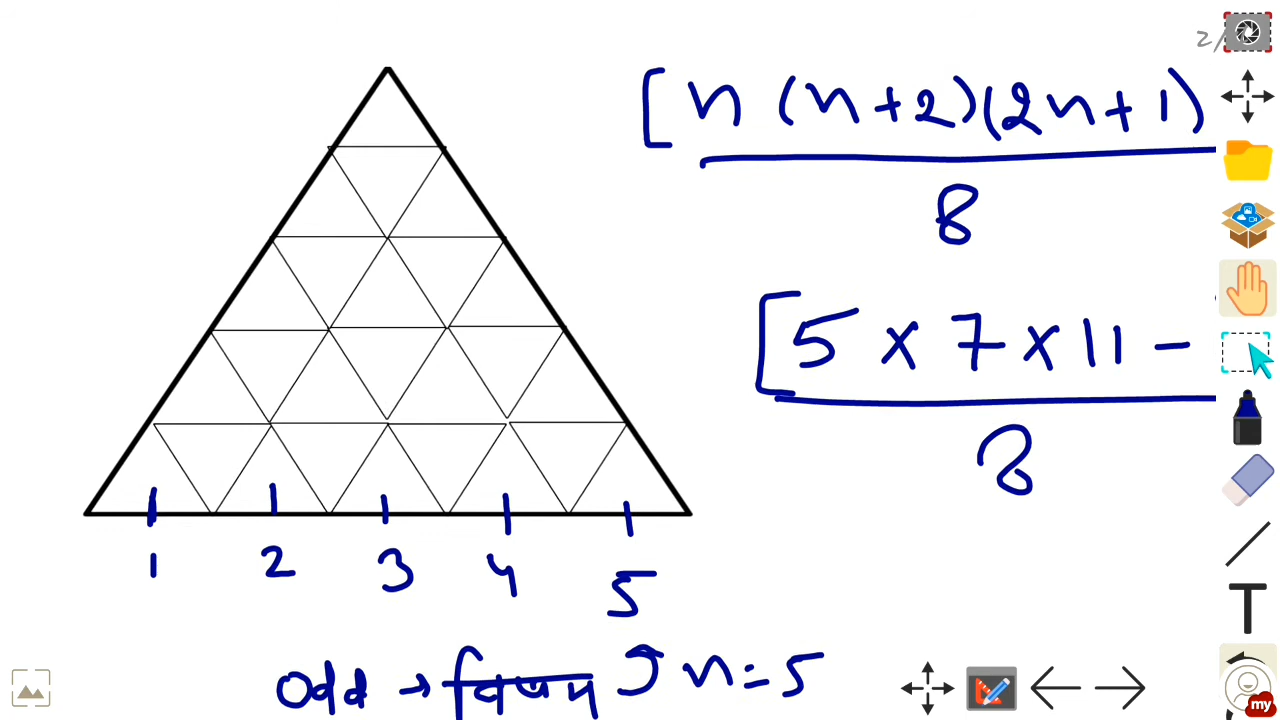 2/
[n (n+2)(2n+1)
8
[5 x 7 x 11 -
8
1 2 3 4 5
Odd → विषम n=5
T
my